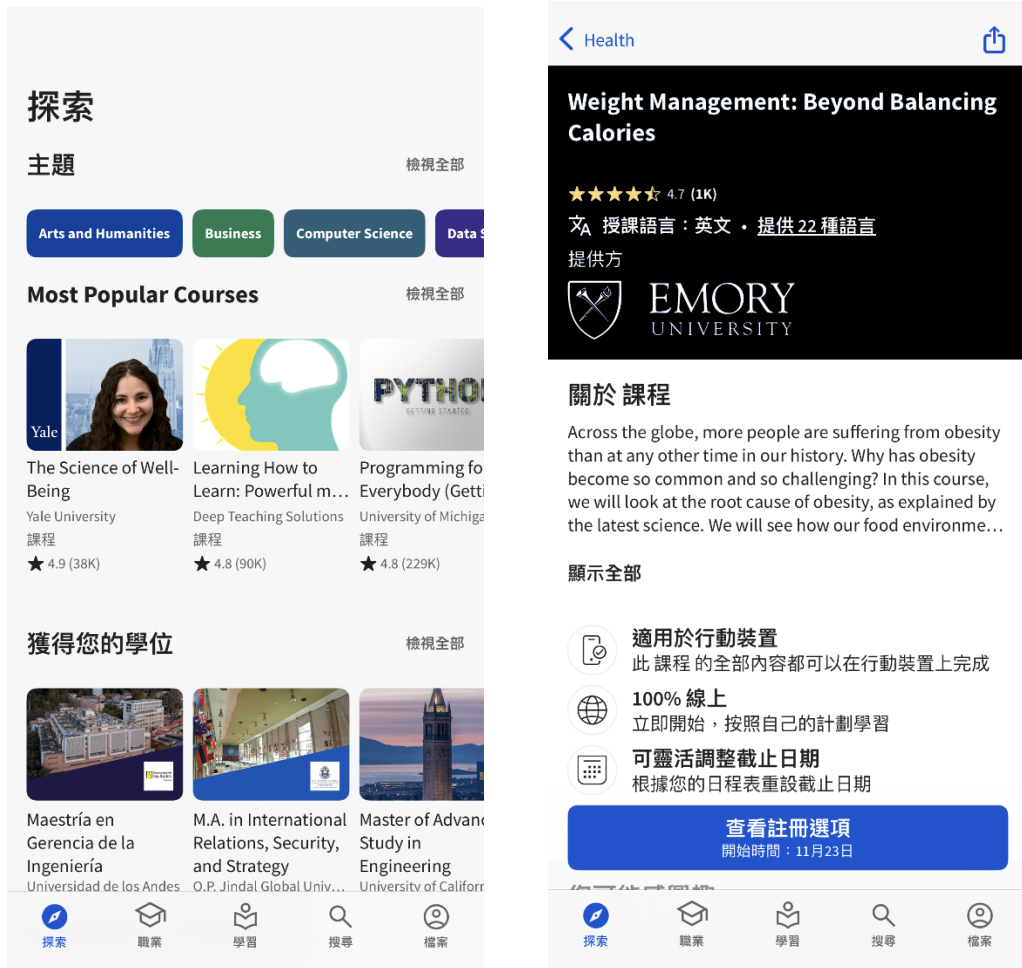 探索
主題
檢視全部
Arts and Humanities
Business
Computer Science
Data S
Most Popular Courses
檢視全部
Yale
PYTHON
GETTING STARTED
The Science of Well-
Being
Yale University
課程
4.9 (38K)
Learning How to
Learn: Powerful m…
Deep Teaching Solutions
課程
4.8 (90K)
Programming fo
Everybody (Getti
University of Michiga
課程
4.8 (229K)
獲得您的學位
檢視全部
Maestría en
Gerencia de la
Ingeniería
Universidad de los Andes
M.A. in International
Relations, Security,
and Strategy
O.P. Jindal Global Univ…
Master of Advanc
Study in
Engineering
University of Californ
探索
職業
學習
搜尋
檔案
Health
Weight Management: Beyond Balancing
Calories
4.7 (1K)
授課語言：英文 • 提供 22 種語言
提供方
EMORY
UNIVERSITY
關於 課程
Across the globe, more people are suffering from obesity
than at any other time in our history. Why has obesity
become so common and so challenging? In this course,
we will look at the root cause of obesity, as explained by
the latest science. We will see how our food environme…
顯示全部
適用於行動裝置
此 課程 的全部內容都可以在行動裝置上完成
100% 線上
立即開始，按照自己的計劃學習
可靈活調整截止日期
根據您的日程表重設截止日期
查看註冊選項
開始時間：11月23日
您可能感興趣
探索
職業
學習
搜尋
檔案